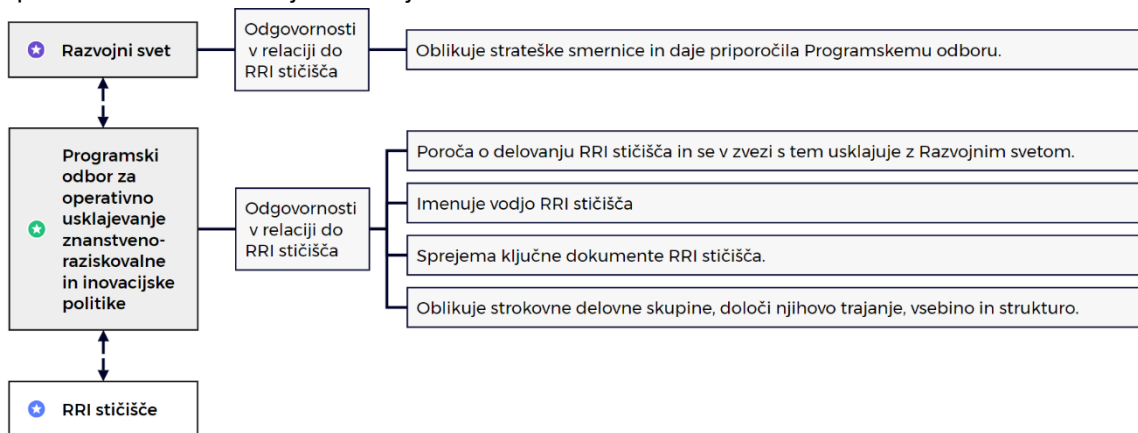 Razvojni svet
Odgovornosti
v relaciji do
RRI stičišča
Oblikuje strateške smernice in daje priporočila Programskemu odboru.
Programski
odbor za
operativno
usklajevanje
znanstveno-
raziskovalne
in inovacijske
politike
Odgovornosti
v relaciji do
RRI stičišča
Poroča o delovanju RRI stičišča in se v zvezi s tem usklajuje z Razvojnim svetom.
Imenuje vodjo RRI stičišča
Sprejema ključne dokumente RRI stičišča.
Oblikuje strokovne delovne skupine, določi njihovo trajanje, vsebino in strukturo.
RRI stičišče